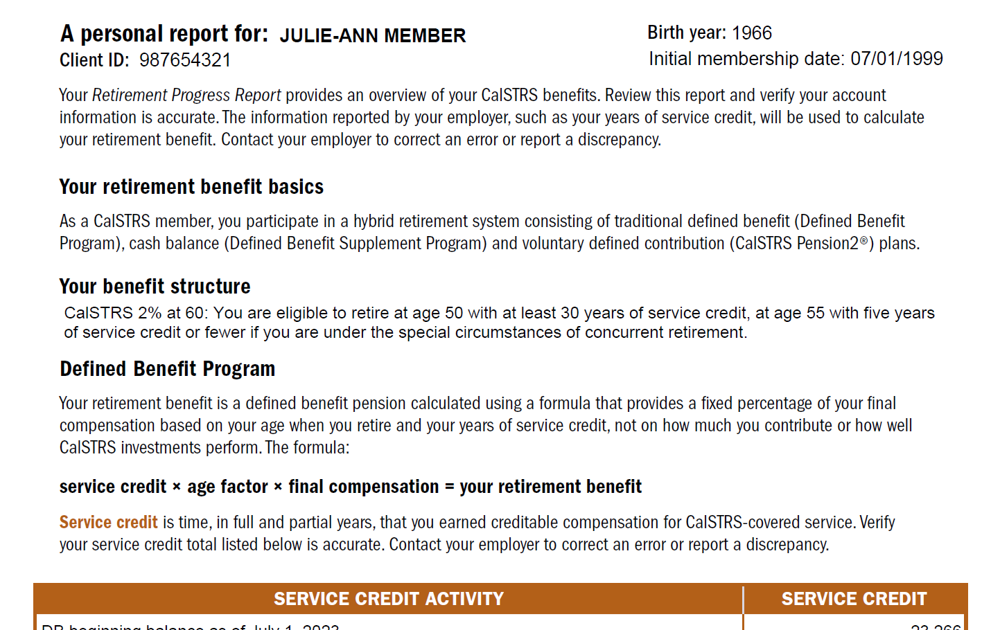 A personal report for: JULIE-ANN MEMBER
Birth year: 1966
Client ID: 987654321
Initial membership date: 07/01/1999
Your Retirement Progress Report provides an overview of your CalSTRS benefits. Review this report and verify your account
information is accurate. The information reported by your employer, such as your years of service credit, will be used to calculate
your retirement benefit. Contact your employer to correct an error or report a discrepancy.
Your retirement benefit basics
As a CalSTRS member, you participate in a hybrid retirement system consisting of traditional defined benefit (Defined Benefit
Program), cash balance (Defined Benefit Supplement Program) and voluntary defined contribution (CalSTRS Pension2®) plans.
Your benefit structure
CalSTRS 2% at 60: You are eligible to retire at age 50 with at least 30 years of service credit, at age 55 with five years
of service credit or fewer if you are under the special circumstances of concurrent retirement.
Defined Benefit Program
Your retirement benefit is a defined benefit pension calculated using a formula that provides a fixed percentage of your final
compensation based on your age when you retire and your years of service credit, not on how much you contribute or how well
CalSTRS investments perform. The formula:
service credit × age factor × final compensation = your retirement benefit
Service credit is time, in full and partial years, that you earned creditable compensation for CalSTRS-covered service. Verify
your service credit total listed below is accurate. Contact your employer to correct an error or report a discrepancy.
SERVICE CREDIT ACTIVITY
SERVICE CREDIT
DB beginning balance as of July 1, 2023
23.266